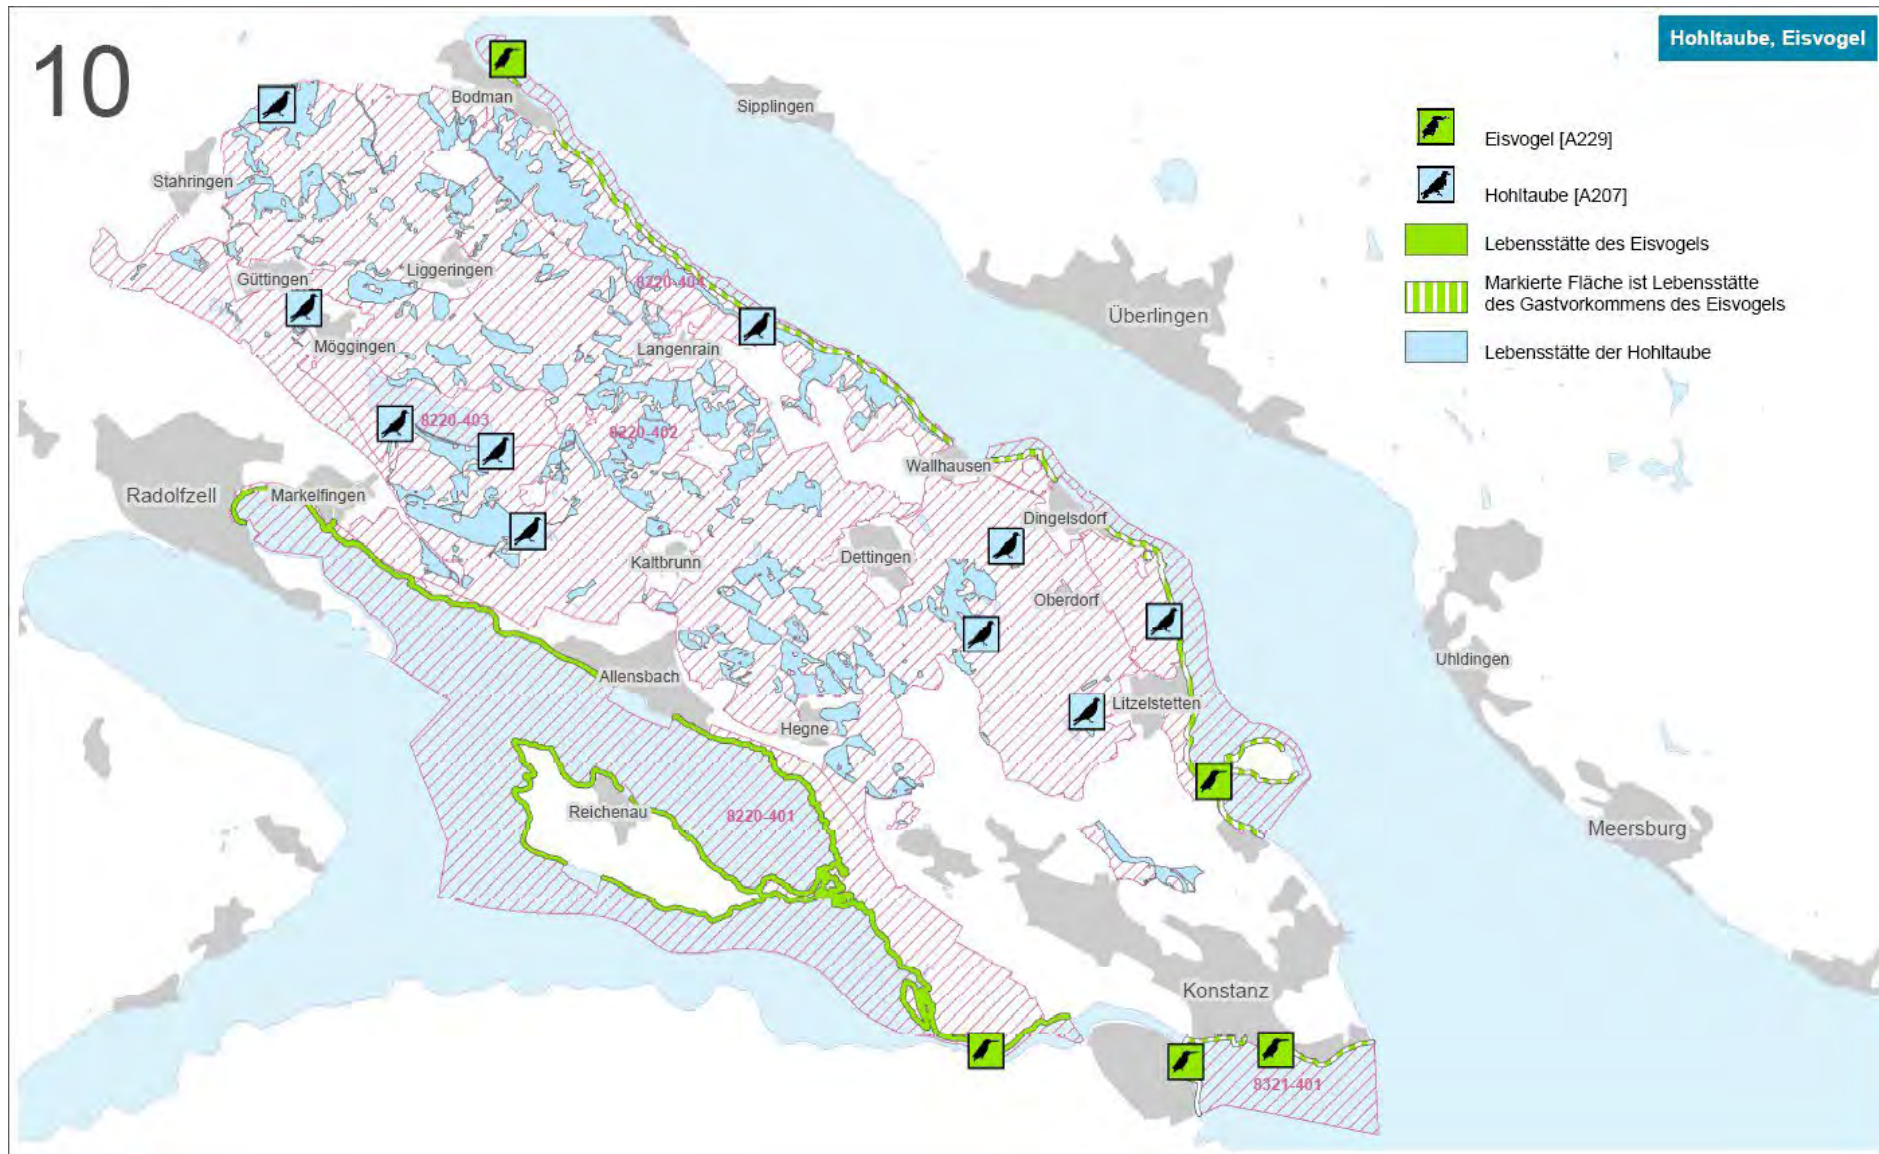 10
Hohltaube, Eisvogel
Eisvogel [A229]
Hohltaube [A207]
Lebensstätte des Eisvogels
Markierte Fläche ist Lebensstätte
des Gastvorkommens des Eisvogels
Lebensstätte der Hohltaube
Bodman
Sipplingen
Stahringen
Güttingen
Liggeringen
8220-404
Überlingen
Möggingen
Langenrain
8220-403
8220-402
Wallhausen
Radolfzell
Markelfingen
Dingelsdorf
Kaltbrunn
Dettingen
Oberdorf
Uhldingen
Allensbach
Litzelstetten
Hegne
Reichenau
8220-401
Meersburg
Konstanz
8321-401